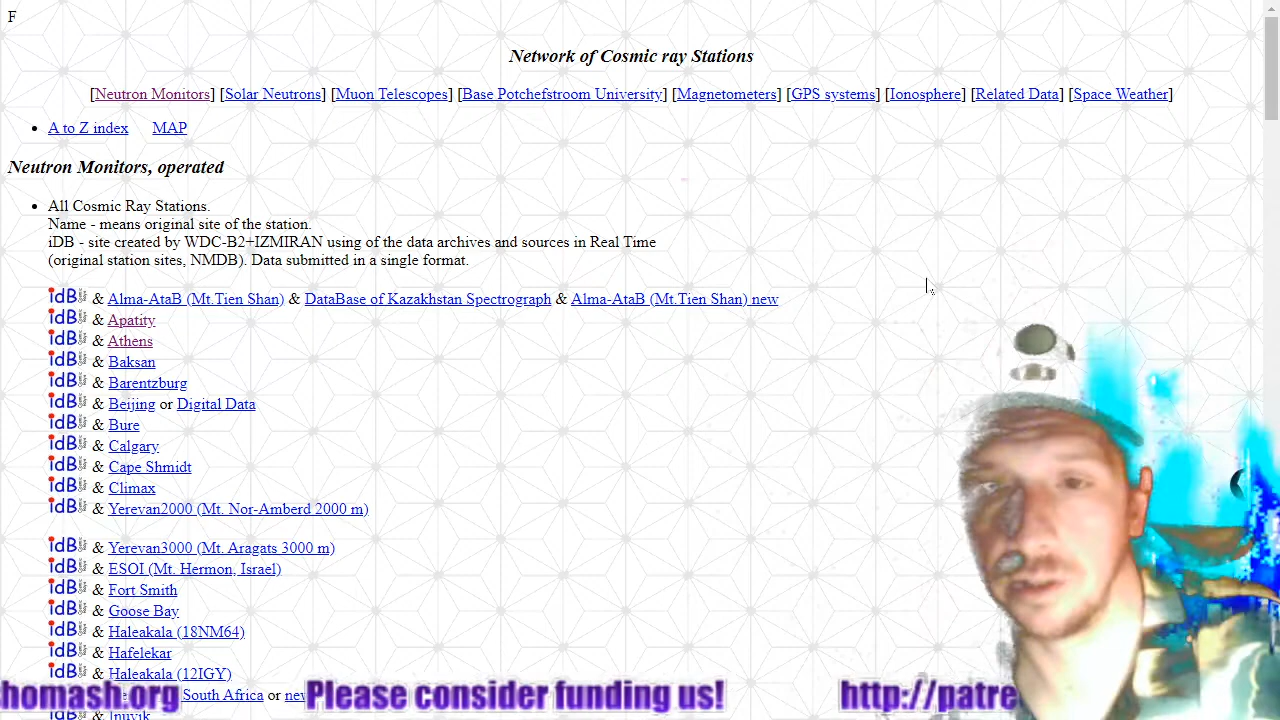 F
Network of Cosmic ray Stations
[Neutron Monitors] [Solar Neutrons] [Muon Telescopes] [Base Potchefstroom University] [Magnetometers] [GPS systems] [Ionosphere] [Related Data] [Space Weather]
A to Z index MAP
Neutron Monitors, operated
All Cosmic Ray Stations.
Name - means original site of the station.
iDB - site created by WDC-B2+IZMIRAN using of the data archives and sources in Real Time
(original station sites, NMDB). Data submitted in a single format.
idB & Alma-AtaB (Mt.Tien Shan) & DataBase of Kazakhstan Spectrograph & Alma-AtaB (Mt.Tien Shan) new
idB & Apatity
idB & Athens
idB & Baksan
idB & Barentzburg
idB & Beijing or Digital Data
idB & Bure
idB & Calgary
idB & Cape Shmidt
idB & Climax
idB & Yerevan2000 (Mt. Nor-Amberd 2000 m)
idB & Yerevan3000 (Mt. Aragats 3000 m)
idB & ESOI (Mt. Hermon, Israel)
idB & Fort Smith
idB & Goose Bay
idB & Haleakala (18NM64)
idB & Hafelekar
idB & Haleakala (12IGY)
South Africa or
idB & Inuvik
homash.org Please consider funding us! http://patre